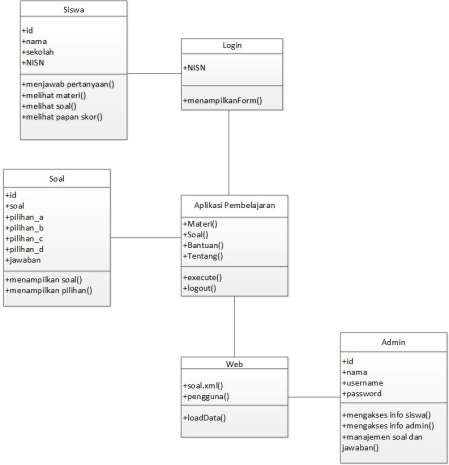 Siswa
+id
+nama
+sekolah
+NISN
+menjawab pertanyaan()
+melihat materi()
+melihat soal()
+melihat papan skor()
Login
+NISN
+menampilkanForm()
Soal
+id
+soal
+pilihan_a
+pilihan_b
+pilihan_c
+pilihan_d
+jawaban
+menampilkan soal()
+menampilkan pilihan()
Aplikasi Pembelajaran
+Materi()
+Soal()
+Bantuan()
+Tentang()
+execute()
+logout()
Web
+soal.xml()
+pengguna()
+loadData()
Admin
+id
+nama
+username
+password
+mengakses info siswa()
+mengakses info admin()
+manajemen soal dan
jawaban()